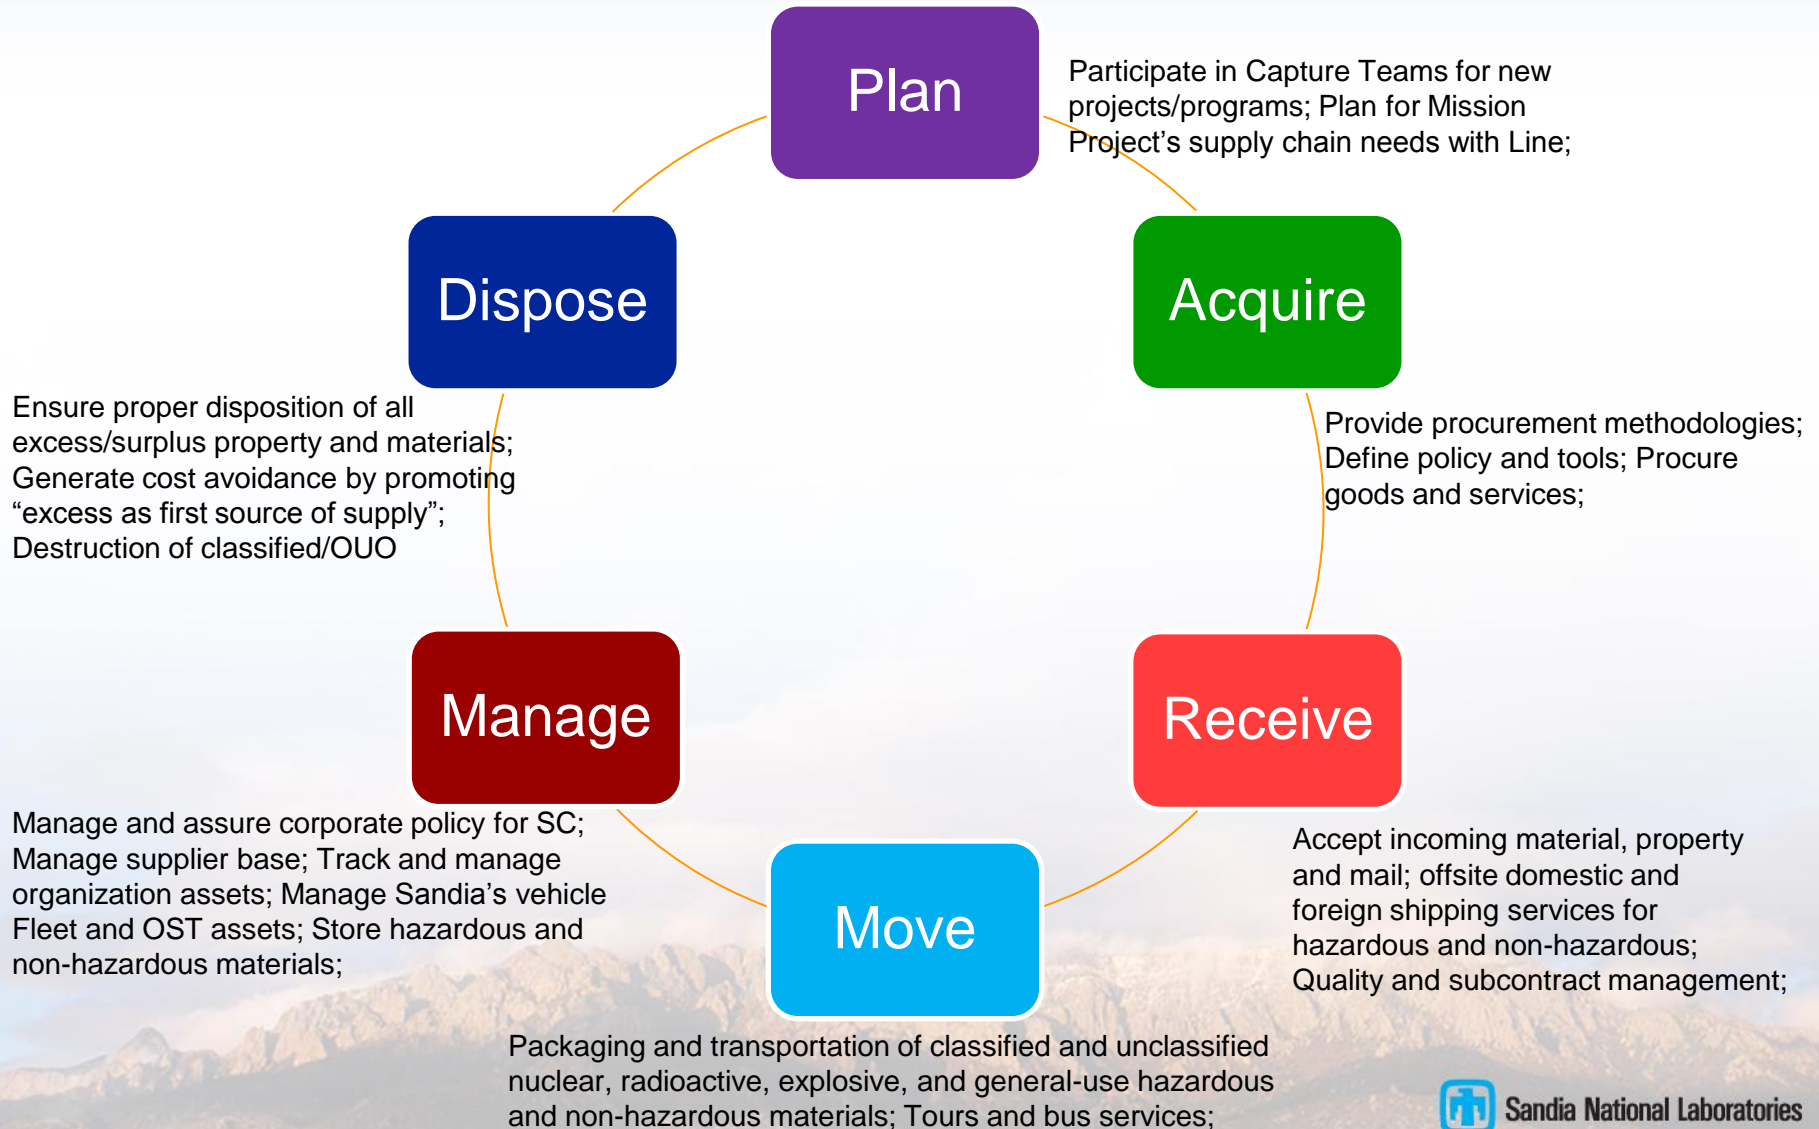 Plan
Participate in Capture Teams for new
projects/programs; Plan for Mission
Project’s supply chain needs with Line;
Dispose
Acquire
Ensure proper disposition of all
excess/surplus property and materials;
Generate cost avoidance by promoting
“excess as first source of supply”;
Destruction of classified/OUO
Provide procurement methodologies;
Define policy and tools; Procure
goods and services;
Manage
Receive
Manage and assure corporate policy for SC;
Manage supplier base; Track and manage
organization assets; Manage Sandia’s vehicle
Fleet and OST assets; Store hazardous and
non-hazardous materials;
Move
Accept incoming material, property
and mail; offsite domestic and
foreign shipping services for
hazardous and non-hazardous;
Quality and subcontract management;
Packaging and transportation of classified and unclassified
nuclear, radioactive, explosive, and general-use hazardous
and non-hazardous materials; Tours and bus services;
Sandia National Laboratories